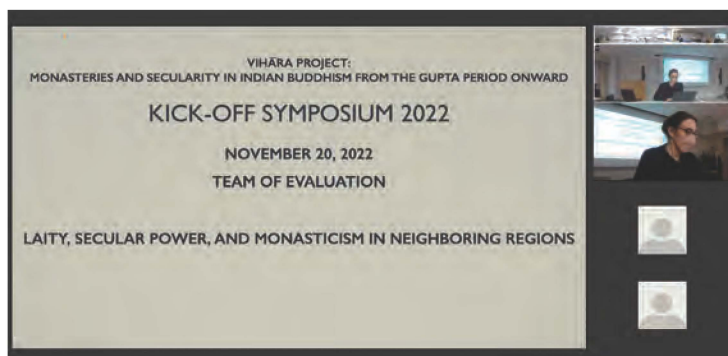 VIHĀRA PROJECT:
MONASTERIES AND SECULARITY IN INDIAN BUDDHISM FROM THE GUPTA PERIOD ONWARD
KICK-OFF SYMPOSIUM 2022
NOVEMBER 20, 2022
TEAM OF EVALUATION
LAITY, SECULAR POWER, AND MONASTICISM IN NEIGHBORING REGIONS